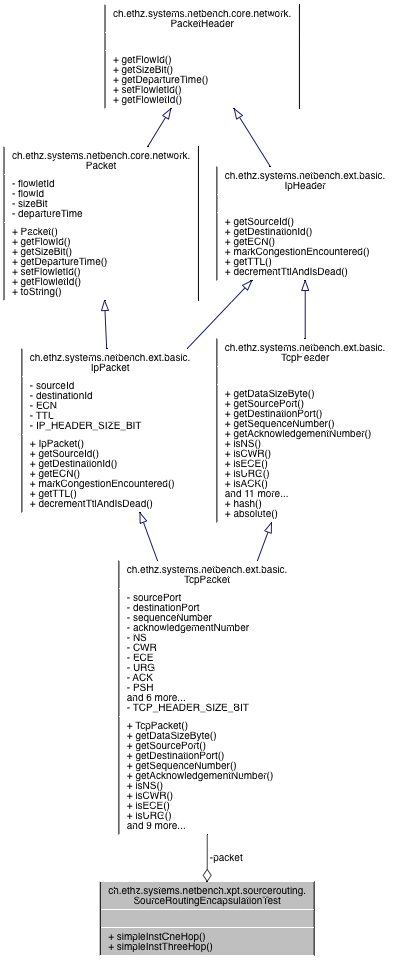 ch.ethz.systems.netbench.core.network.
PacketHeader
+ getFlowId()
+ getSizeBit()
+ getDepartureTime()
+ setFlowletId()
+ getFlowletId()
ch.ethz.systems.netbench.core.network.
Packet
- flowletId
- flowId
- sizeBit
- departureTime
+ Packet()
+ getFlowId()
+ getSizeBit()
+ getDepartureTime()
+ setFlowletId()
+ getFlowletId()
+ toString()
ch.ethz.systems.netbench.ext.basic.
IpHeader
+ getSourceId()
+ getDestinationId()
+ getECN()
+ markCongestionEncountered()
+ getTTL()
+ decrementTtlAndIsDead()
ch.ethz.systems.netbench.ext.basic.
IpPacket
- sourceId
- destinationId
- ECN
- TTL
- IP_HEADER_SIZE_BIT
+ IpPacket()
+ getSourceId()
+ getDestinationId()
+ getECN()
+ markCongestionEncountered()
+ getTTL()
+ decrementTtlAndIsDead()
ch.ethz.systems.netbench.ext.basic.
TcpHeader
+ getDataSizeByte()
+ getSourcePort()
+ getDestinationPort()
+ getSequenceNumber()
+ getAcknowledgementNumber()
+ isNS()
+ isCWR()
+ isECE()
+ isURG()
+ isACK()
and 11 more...
+ hash()
+ absolute()
ch.ethz.systems.netbench.ext.basic.
TcpPacket
- sourcePort
- destinationPort
- sequenceNumber
- acknowledgementNumber
- NS
- CWR
- ECE
- URG
- ACK
- PSH
and 6 more...
- TCP_HEADER_SIZE_BIT
+ TcpPacket()
+ getDataSizeByte()
+ getSourcePort()
+ getDestinationPort()
+ getSequenceNumber()
+ getAcknowledgementNumber()
+ isNS()
+ isCWR()
+ isECE()
+ isURG()
and 9 more...
-packet
ch.ethz.systems.netbench.xpt.sourcerouting.
SourceRoutingEncapsulationTest
+ simpleInstOneHop()
+ simpleInstThreeHop()